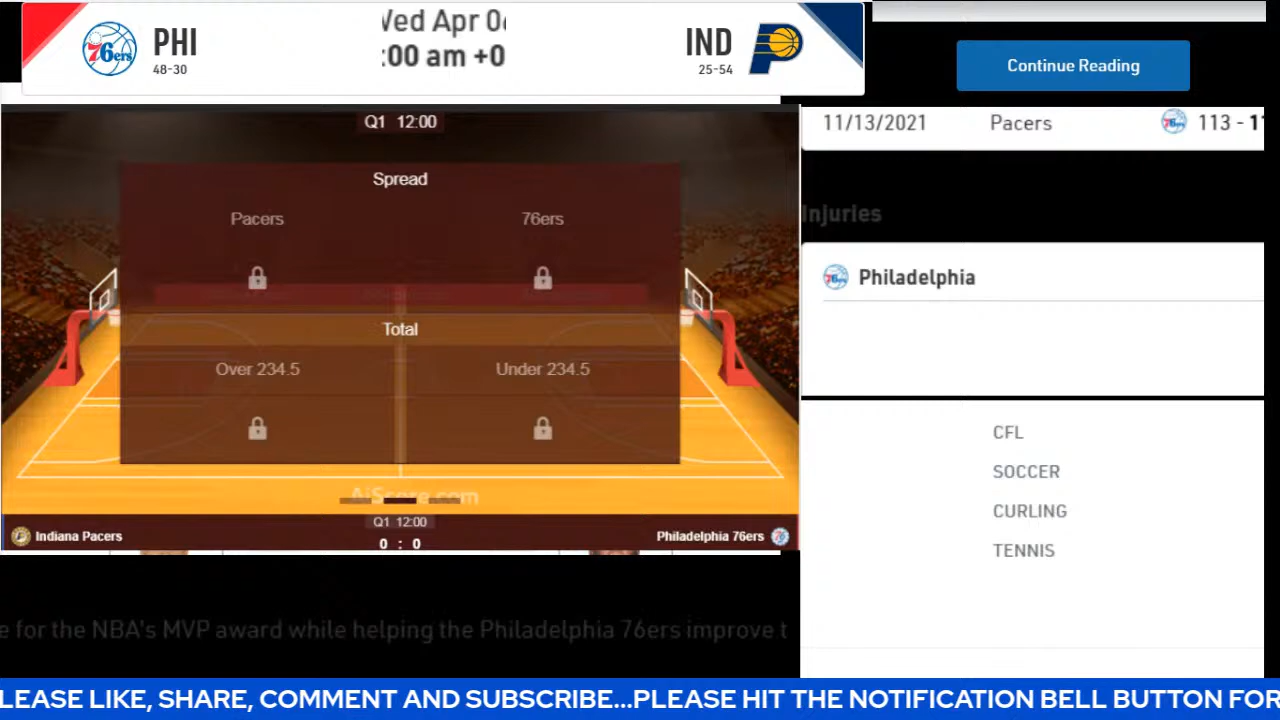 PHI
48-30
Wed Apr 0
:00 am +0
IND
25-54
Continue Reading
11/13/2021 Pacers 113 - 1
Injuries
Philadelphia
CFL
SOCCER
CURLING
TENNIS
Q1 12:00
Spread
Pacers 76ers
Total
Over 234.5 Under 234.5
AiScore.com
Q1 12:00
Indiana Pacers 0 : 0 Philadelphia 76ers
e for the NBA's MVP award while helping the Philadelphia 76ers improve t
LEASE LIKE, SHARE, COMMENT AND SUBSCRIBE...PLEASE HIT THE NOTIFICATION BELL BUTTON FOR